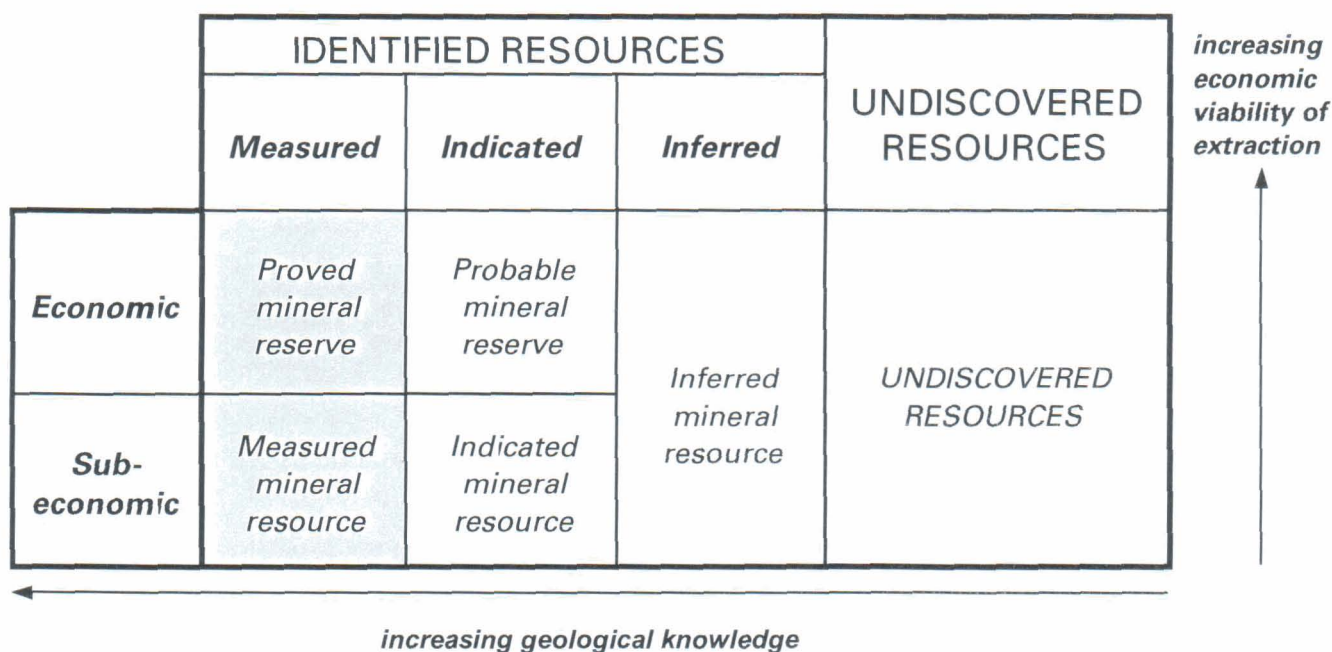 IDENTIFIED RESOURCES
UNDISCOVERED
RESOURCES
increasing
economic
viability of
extraction
Measured
Indicated
Inferred
Economic
Proved
mineral
reserve
Probable
mineral
reserve
Inferred
mineral
resource
UNDISCOVERED
RESOURCES
Sub-
economic
Measured
mineral
resource
Indicated
mineral
resource
increasing geological knowledge